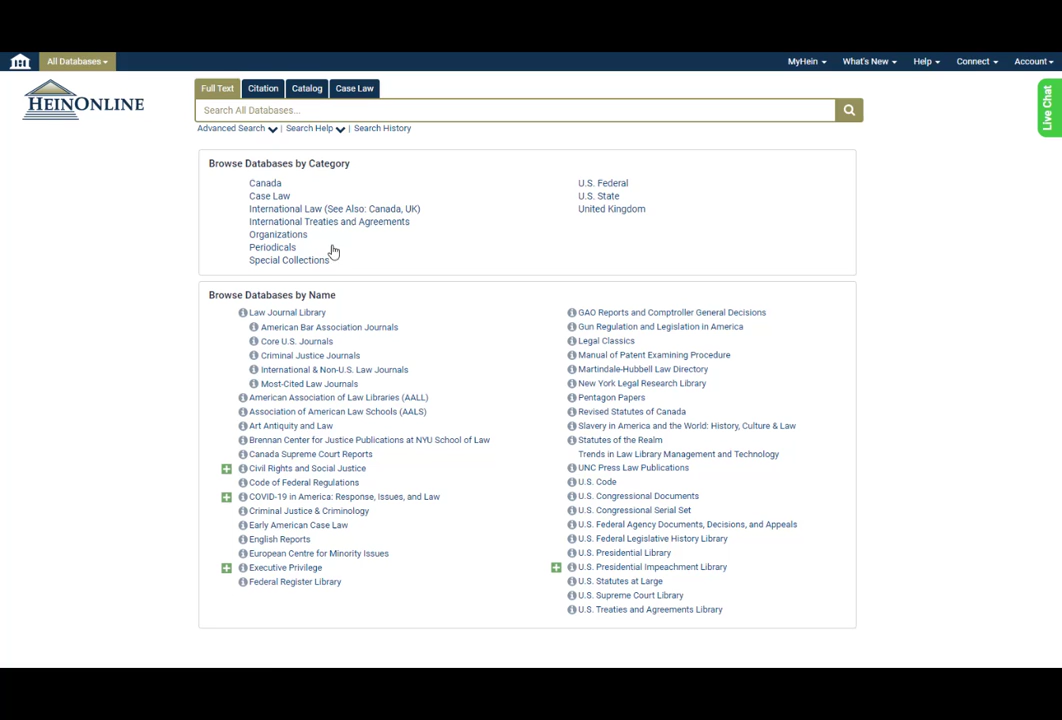 All Databases
MyHein
What's New
Help
Connect
Account
HEINONLINE
Full Text
Citation
Catalog
Case Law
Search All Databases...
Advanced Search | Search Help | Search History
Live Chat
Browse Databases by Category
Canada
Case Law
International Law (See Also: Canada, UK)
International Treaties and Agreements
Organizations
Periodicals
Special Collections
U.S. Federal
U.S. State
United Kingdom
Browse Databases by Name
Law Journal Library
American Bar Association Journals
Core U.S. Journals
Criminal Justice Journals
International & Non-U.S. Law Journals
Most-Cited Law Journals
American Association of Law Libraries (AALL)
Association of American Law Schools (AALS)
Art Antiquity and Law
Brennan Center for Justice Publications at NYU School of Law
Canada Supreme Court Reports
Civil Rights and Social Justice
Code of Federal Regulations
COVID-19 in America: Response, Issues, and Law
Criminal Justice & Criminology
Early American Case Law
English Reports
European Centre for Minority Issues
Executive Privilege
Federal Register Library
GAO Reports and Comptroller General Decisions
Gun Regulation and Legislation in America
Legal Classics
Manual of Patent Examining Procedure
Martindale-Hubbell Law Directory
New York Legal Research Library
Pentagon Papers
Revised Statutes of Canada
Slavery in America and the World: History, Culture & Law
Statutes of the Realm
Trends in Law Library Management and Technology
UNC Press Law Publications
U.S. Code
U.S. Congressional Documents
U.S. Congressional Serial Set
U.S. Federal Agency Documents, Decisions, and Appeals
U.S. Federal Legislative History Library
U.S. Presidential Library
U.S. Presidential Impeachment Library
U.S. Statutes at Large
U.S. Supreme Court Library
U.S. Treaties and Agreements Library